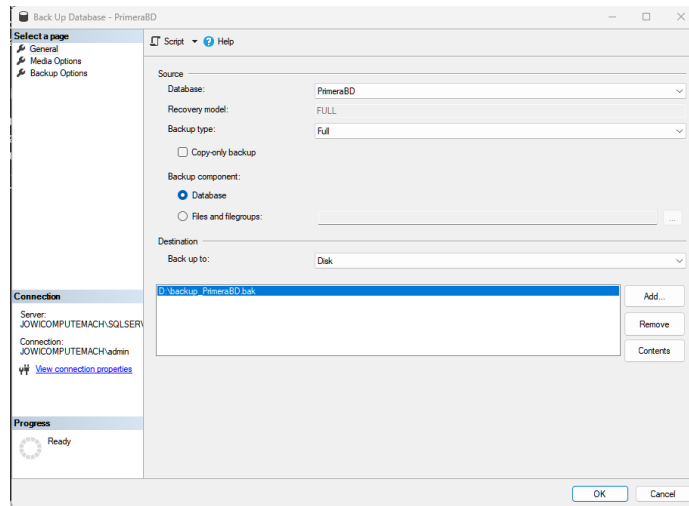 Back Up Database - PrimeraBD
Select a page
General
Media Options
Backup Options
Script
Help
Source
Database:
PrimeraBD
Recovery model:
FULL
Backup type:
Full
Copy-only backup
Backup component:
Database
Files and filegroups:
...
Destination
Back up to:
Disk
D:\backup_PrimeraBD.bak
Add...
Remove
Contents
Connection
Server:
JOWICOMPUTEMACH\SQLSERV
Connection:
JOWICOMPUTEMACH\admin
View connection properties
Progress
Ready
OK
Cancel